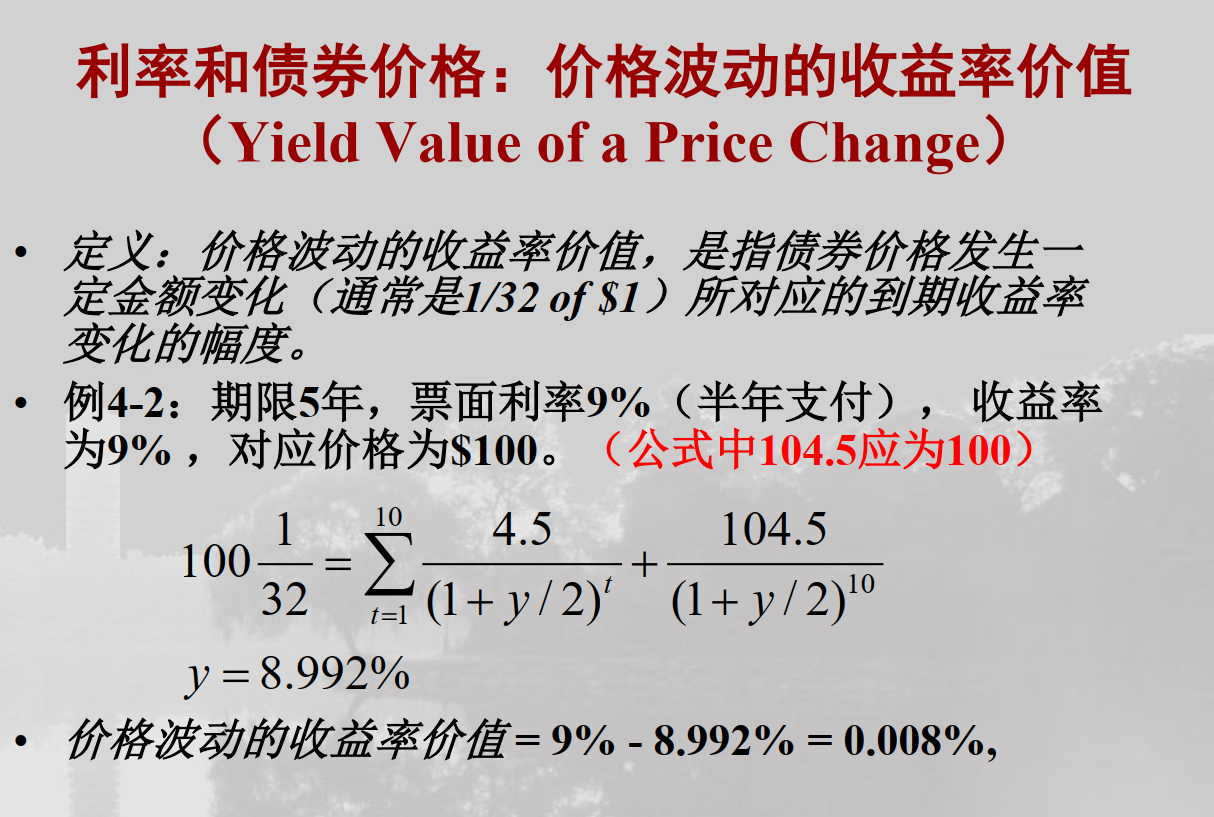 利率和债券价格：价格波动的收益率价值
（Yield Value of a Price Change）
• 定义：价格波动的收益率价值，是指债券价格发生一
定金额变化（通常是1/32 of $1）所对应的到期收益率
变化的幅度。
• 例4-2：期限5年，票面利率9%（半年支付）， 收益率
为9% ，对应价格为$100。（公式中104.5应为100）
100 1/32 = ∑_{t=1}^{10} 4.5/(1+y/2)^t + 104.5/(1+y/2)^10
y = 8.992%
• 价格波动的收益率价值 = 9% - 8.992% = 0.008%,